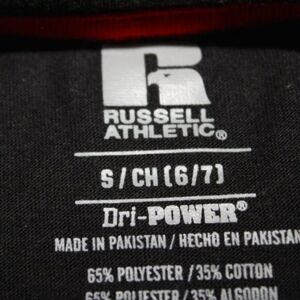 R
RUSSELL
ATHLETIC®
S/CH (6/7)
Dri-POWER®
MADE IN PAKISTAN / HECHO EN PAKISTAN
65% POLYESTER / 35% COTTON
65% POLIESTER / 35% ALGODON